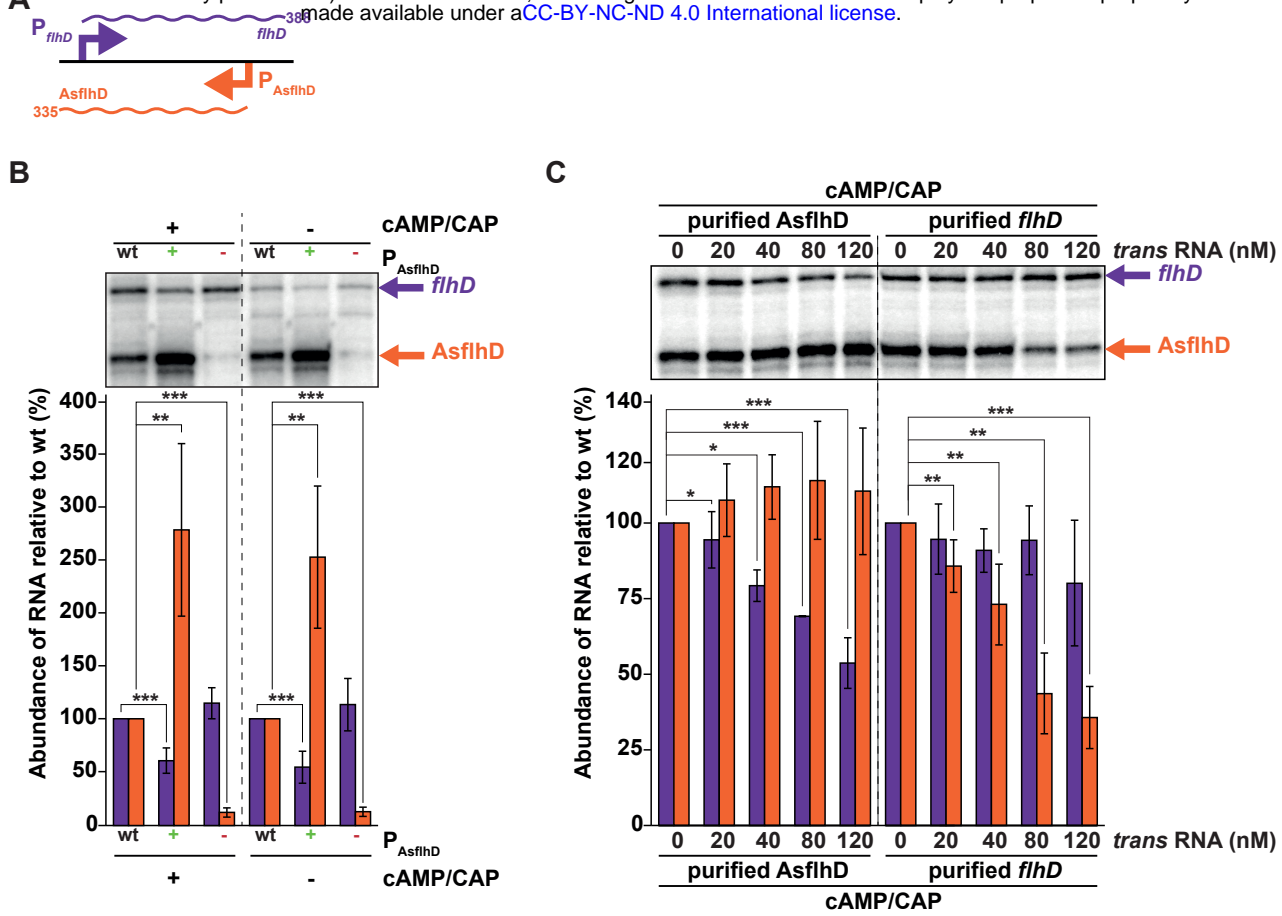 made available under aCC-BY-NC-ND 4.0 International license.
A
P flhD
388
flhD
AsflhD
P AsflhD
335
B
+ - cAMP/CAP
wt + - wt + - P AsflhD
flhD
AsflhD
Abundance of RNA relative to wt (%)
400
350
300
250
200
150
100
50
0
*** ***
** **
*** ***
wt + - wt + - P AsflhD
+ - cAMP/CAP
C
cAMP/CAP
purified AsflhD purified flhD
0 20 40 80 120 0 20 40 80 120 trans RNA (nM)
flhD
AsflhD
Abundance of RNA relative to wt (%)
140
120
100
75
50
25
0
*** ***
*** **
* **
* **
0 20 40 80 120 0 20 40 80 120 trans RNA (nM)
purified AsflhD purified flhD
cAMP/CAP